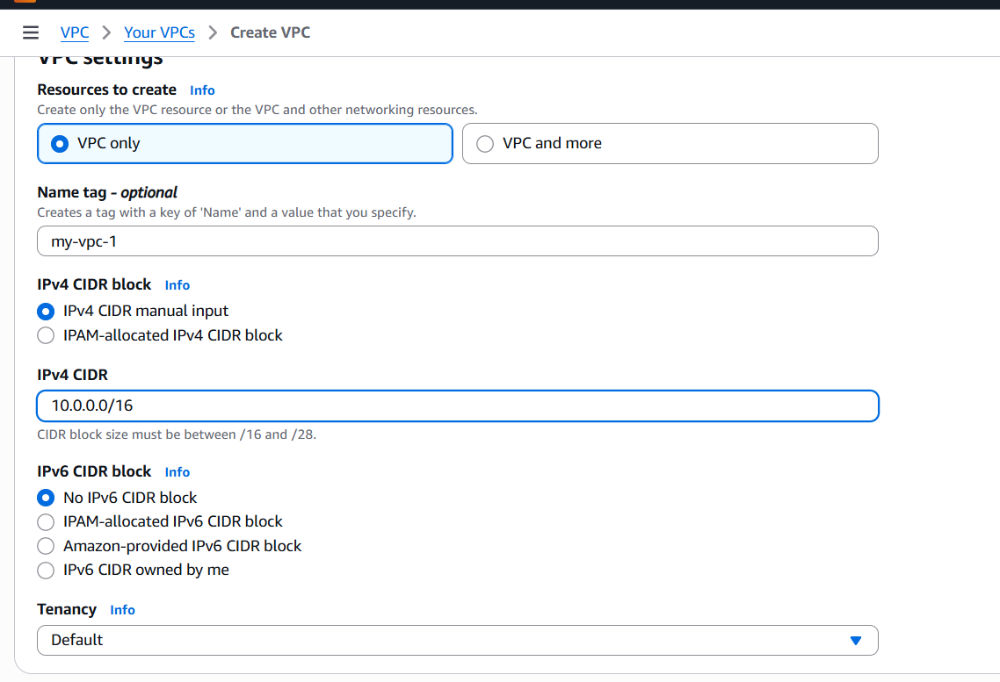 VPC > Your VPCs > Create VPC
VPC settings
Resources to create Info
Create only the VPC resource or the VPC and other networking resources.
VPC only
VPC and more
Name tag - optional
Creates a tag with a key of 'Name' and a value that you specify.
my-vpc-1
IPv4 CIDR block Info
IPv4 CIDR manual input
IPAM-allocated IPv4 CIDR block
IPv4 CIDR
10.0.0.0/16
CIDR block size must be between /16 and /28.
IPv6 CIDR block Info
No IPv6 CIDR block
IPAM-allocated IPv6 CIDR block
Amazon-provided IPv6 CIDR block
IPv6 CIDR owned by me
Tenancy Info
Default